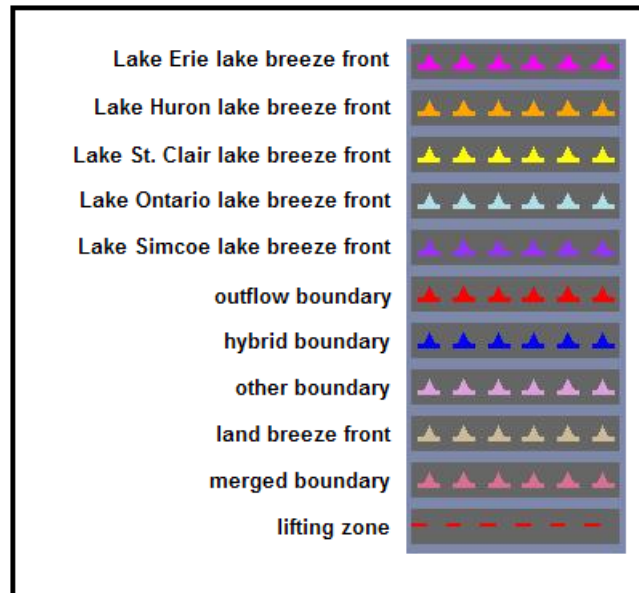 Lake Erie lake breeze front
Lake Huron lake breeze front
Lake St. Clair lake breeze front
Lake Ontario lake breeze front
Lake Simcoe lake breeze front
outflow boundary
hybrid boundary
other boundary
land breeze front
merged boundary
lifting zone